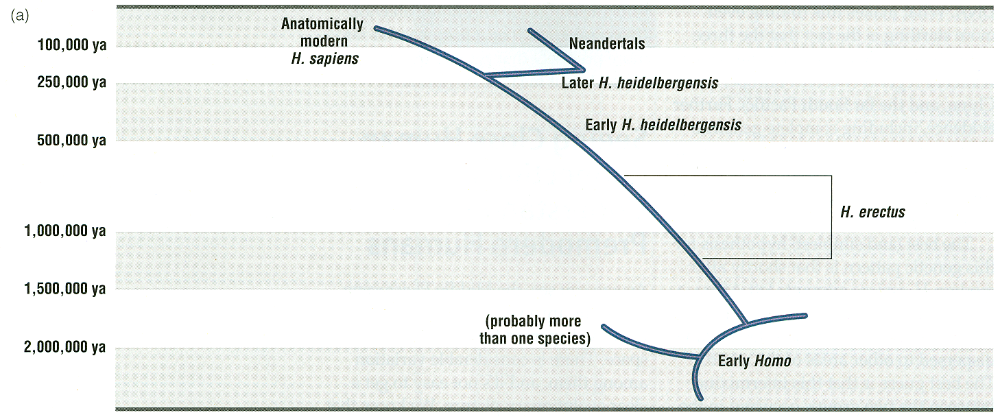 (a)
Anatomically
modern
H. sapiens
100,000 ya
Neandertals
250,000 ya
Later H. heidelbergensis
Early H. heidelbergensis
500,000 ya
H. erectus
1,000,000 ya
1,500,000 ya
(probably more
than one species)
2,000,000 ya
Early Homo